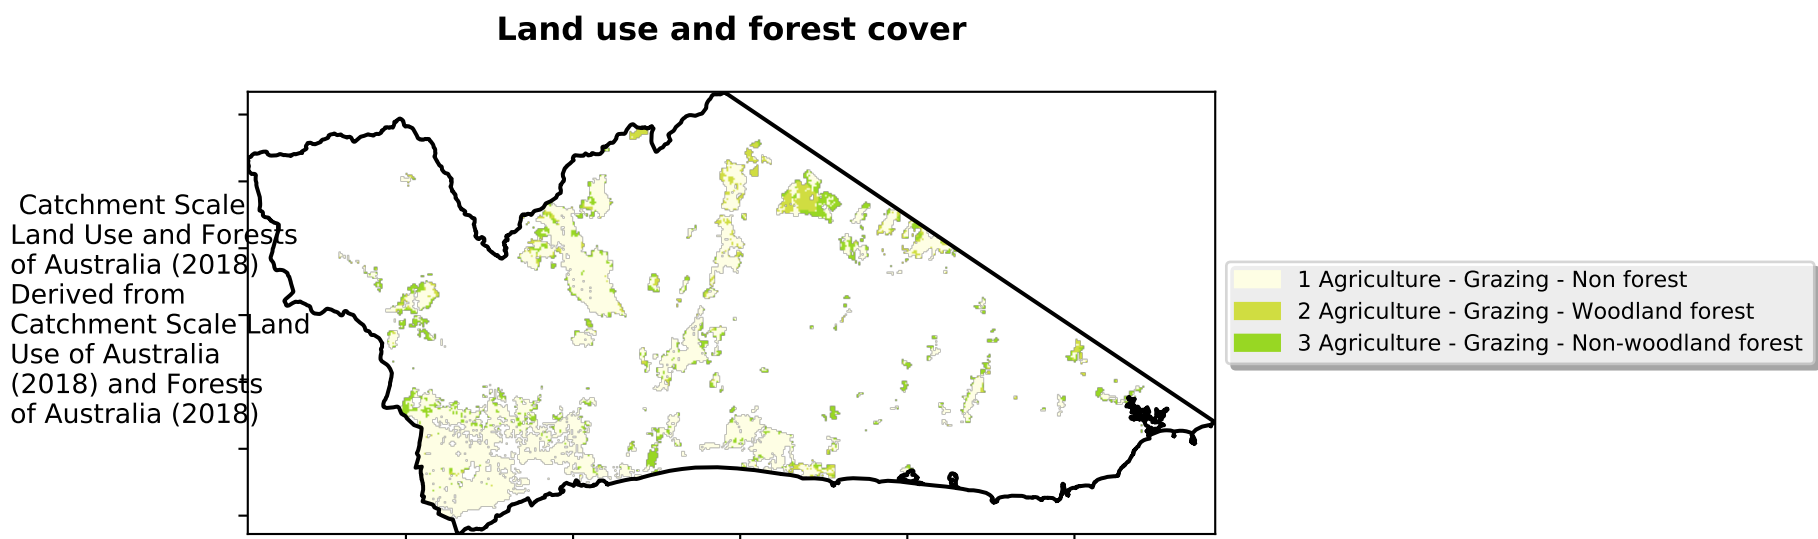 Land use and forest cover
Catchment Scale
Land Use and Forests
of Australia (2018)
Derived from
Catchment Scale Land
Use of Australia
(2018) and Forests
of Australia (2018)
1 Agriculture - Grazing - Non forest
2 Agriculture - Grazing - Woodland forest
3 Agriculture - Grazing - Non-woodland forest